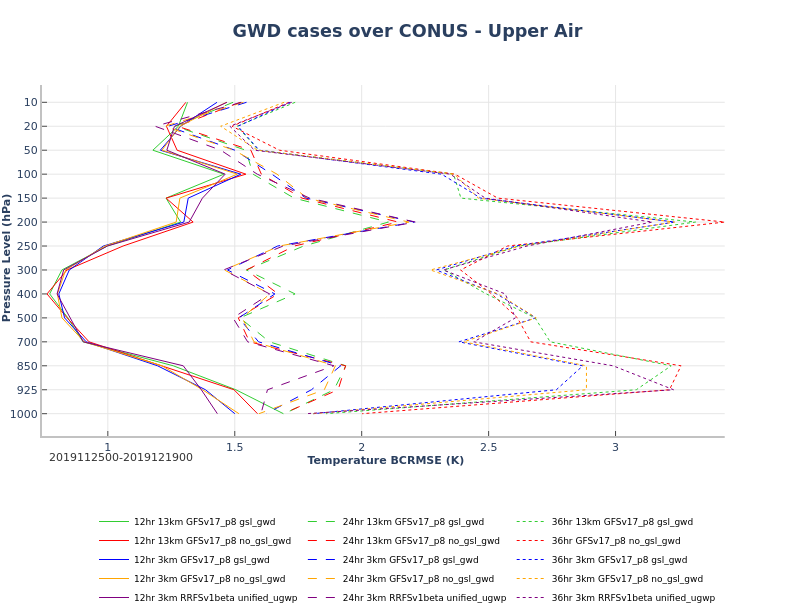 GWD cases over CONUS - Upper Air
Pressure Level (hPa)
10
20
50
100
150
200
250
300
400
500
700
850
925
1000
1
1.5
2
2.5
3
2019112500-2019121900
Temperature BCRMSE (K)
12hr 13km GFSv17_p8 gsl_gwd
24hr 13km GFSv17_p8 gsl_gwd
36hr 13km GFSv17_p8 gsl_gwd
12hr 13km GFSv17_p8 no_gsl_gwd
24hr 13km GFSv17_p8 no_gsl_gwd
36hr GFSv17_p8 no_gsl_gwd
12hr 3km GFSv17_p8 gsl_gwd
24hr 3km GFSv17_p8 gsl_gwd
36hr 3km GFSv17_p8 gsl_gwd
12hr 3km GFSv17_p8 no_gsl_gwd
24hr 3km GFSv17_p8 no_gsl_gwd
36hr 3km GFSv17_p8 no_gsl_gwd
12hr 3km RRFSv1beta unified_ugwp
24hr 3km RRFSv1beta unified_ugwp
36hr 3km RRFSv1beta unified_ugwp